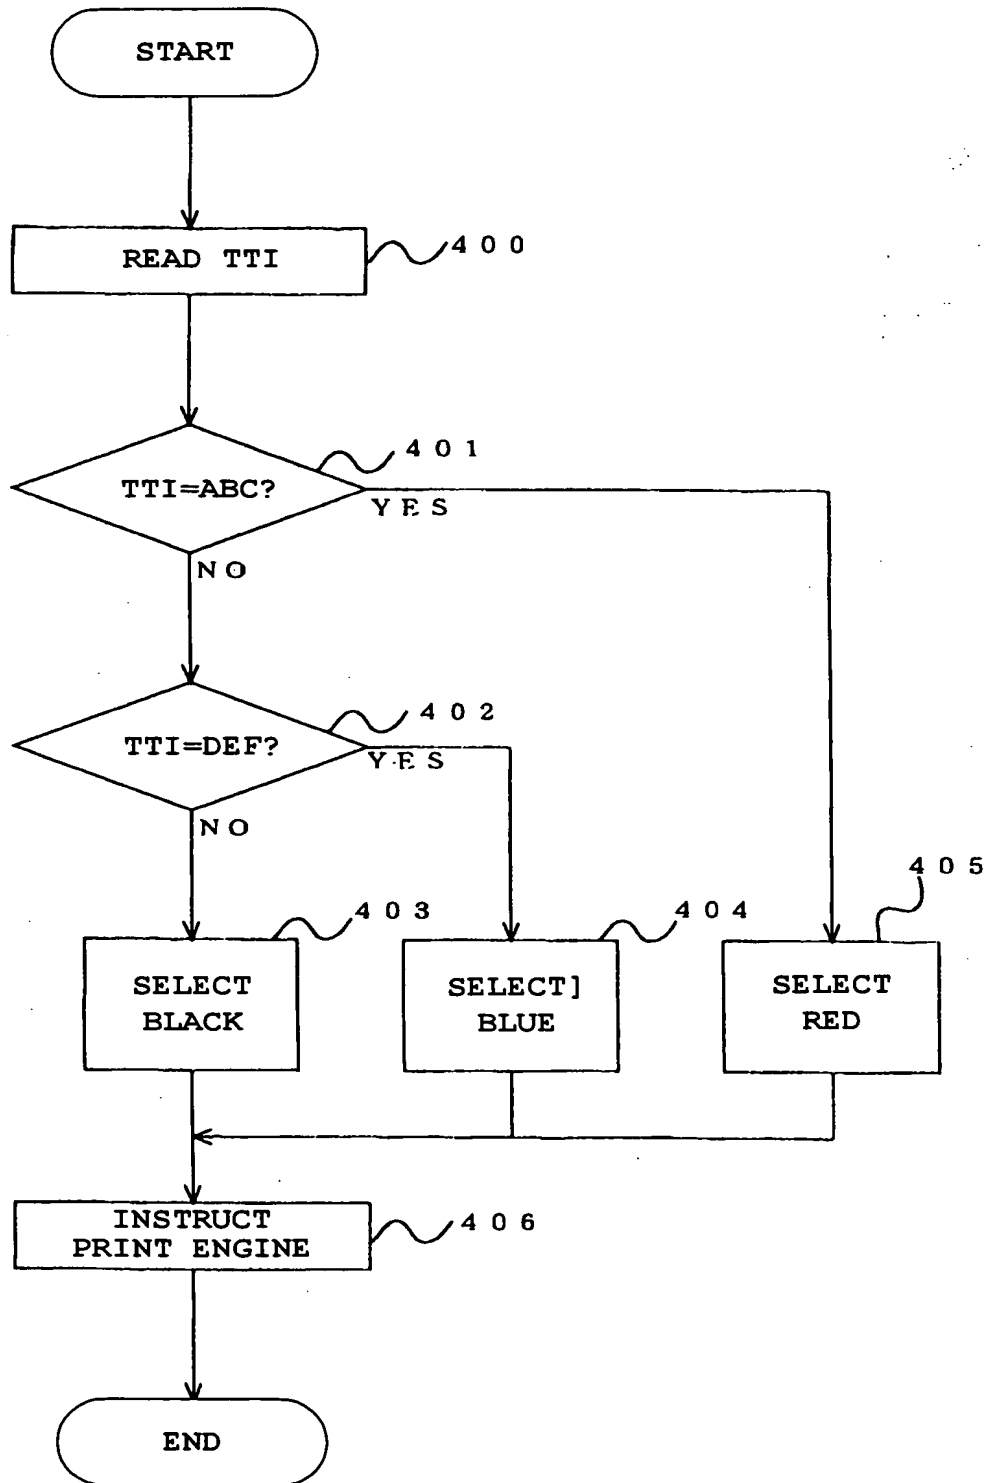 START
READ TTI
400
TTI=ABC?
401
YES
NO
TTI=DEF?
402
YES
NO
403
404
405
SELECT
BLACK
SELECT]
BLUE
SELECT
RED
INSTRUCT
PRINT ENGINE
406
END